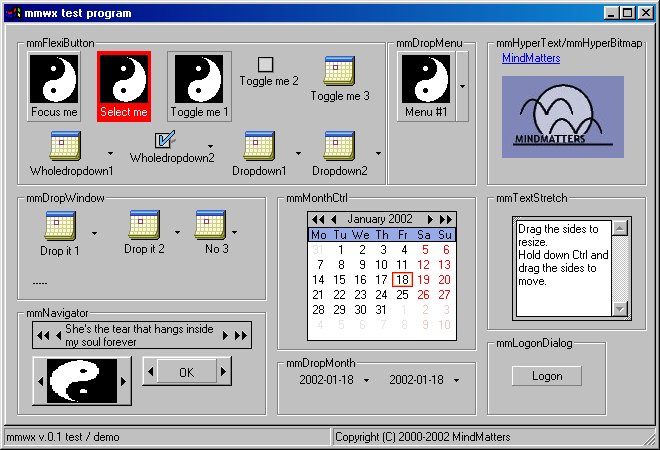 mmwx test program
mmFlexiButton
Focus me
Select me
Toggle me 1
Toggle me 2
Toggle me 3
Wholedropdown1
Wholedropdown2
Dropdown1
Dropdown2
mmDropMenu
Menu #1
mmHyperText/mmHyperBitmap
MindMatters
MINDMATTERS
mmDropWindow
Drop it 1
Drop it 2
No 3
-----
mmMonthCtrl
January 2002
Mo Tu We Th Fr Sa Su
31 1 2 3 4 5 6
7 8 9 10 11 12 13
14 15 16 17 18 19 20
21 22 23 24 25 26 27
28 29 30 31 1 2 3
4 5 6 7 8 9 10
mmTextStretch
Drag the sides to
resize.
Hold down Ctrl and
drag the sides to
move.
mmNavigator
She's the tear that hangs inside
my soul forever
OK
mmDropMonth
2002-01-18
2002-01-18
mmLogonDialog
Logon
mmwx v.0.1 test / demo
Copyright (C) 2000-2002 MindMatters